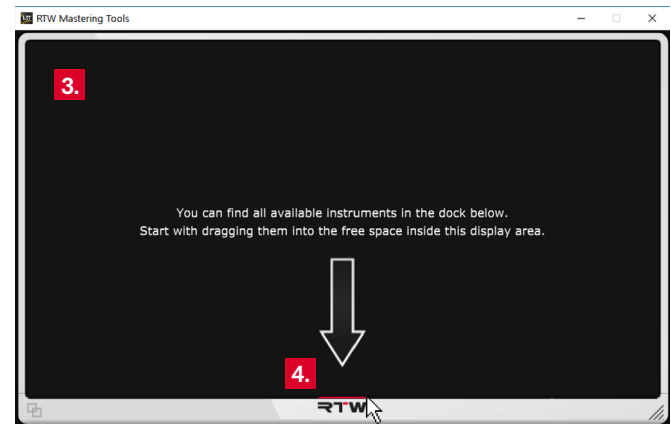 RTW Mastering Tools
3.
You can find all available instruments in the dock below.
Start with dragging them into the free space inside this display area.
4.
RTW